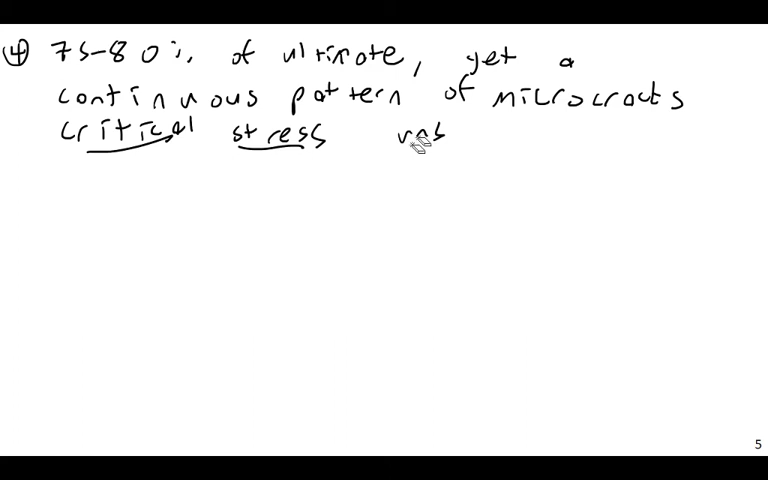 ④ 75-80% of ultimate, yet a
continuous pattern of microcracks
critical stress
5